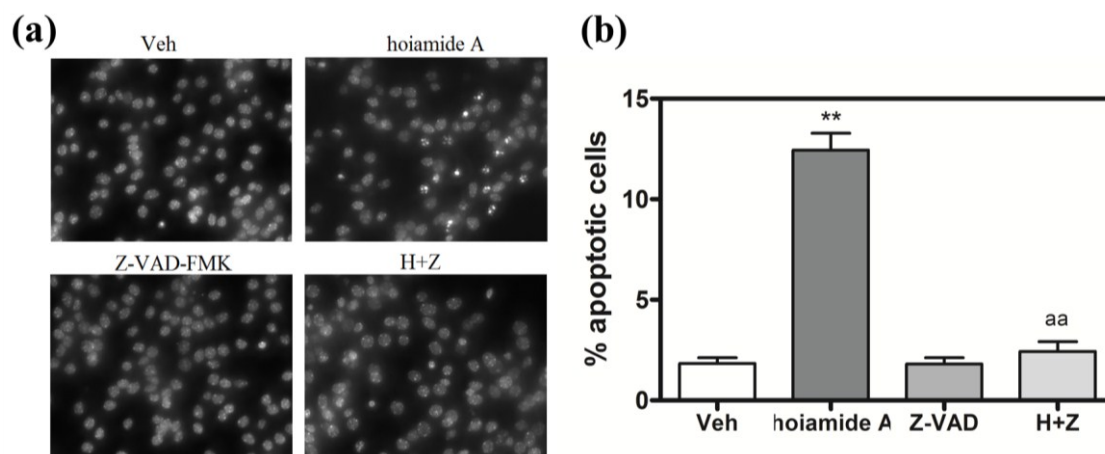 (a)
Veh
hoiamide A
Z-VAD-FMK
H+Z
(b)
% apoptotic cells
15
10
5
0
**
aa
Veh
hoiamide A
Z-VAD
H+Z